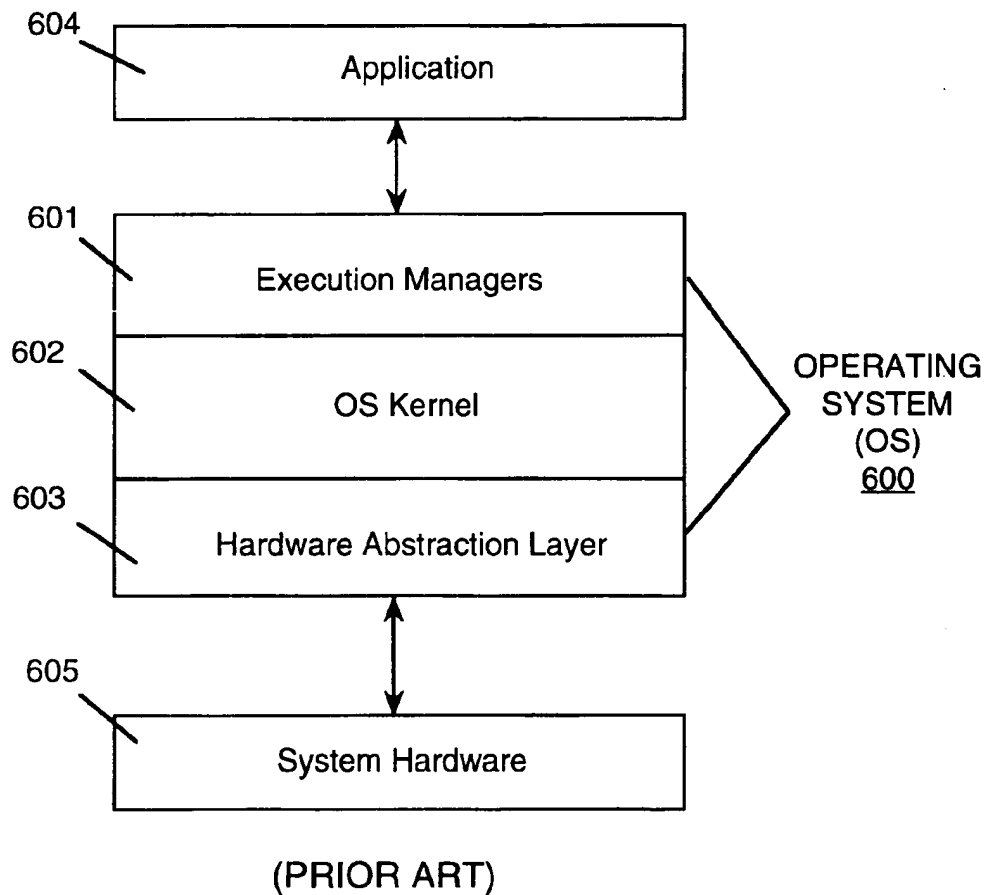 604
Application
601
Execution Managers
602
OS Kernel
OPERATING
SYSTEM
(OS)
600
603
Hardware Abstraction Layer
605
System Hardware
(PRIOR ART)